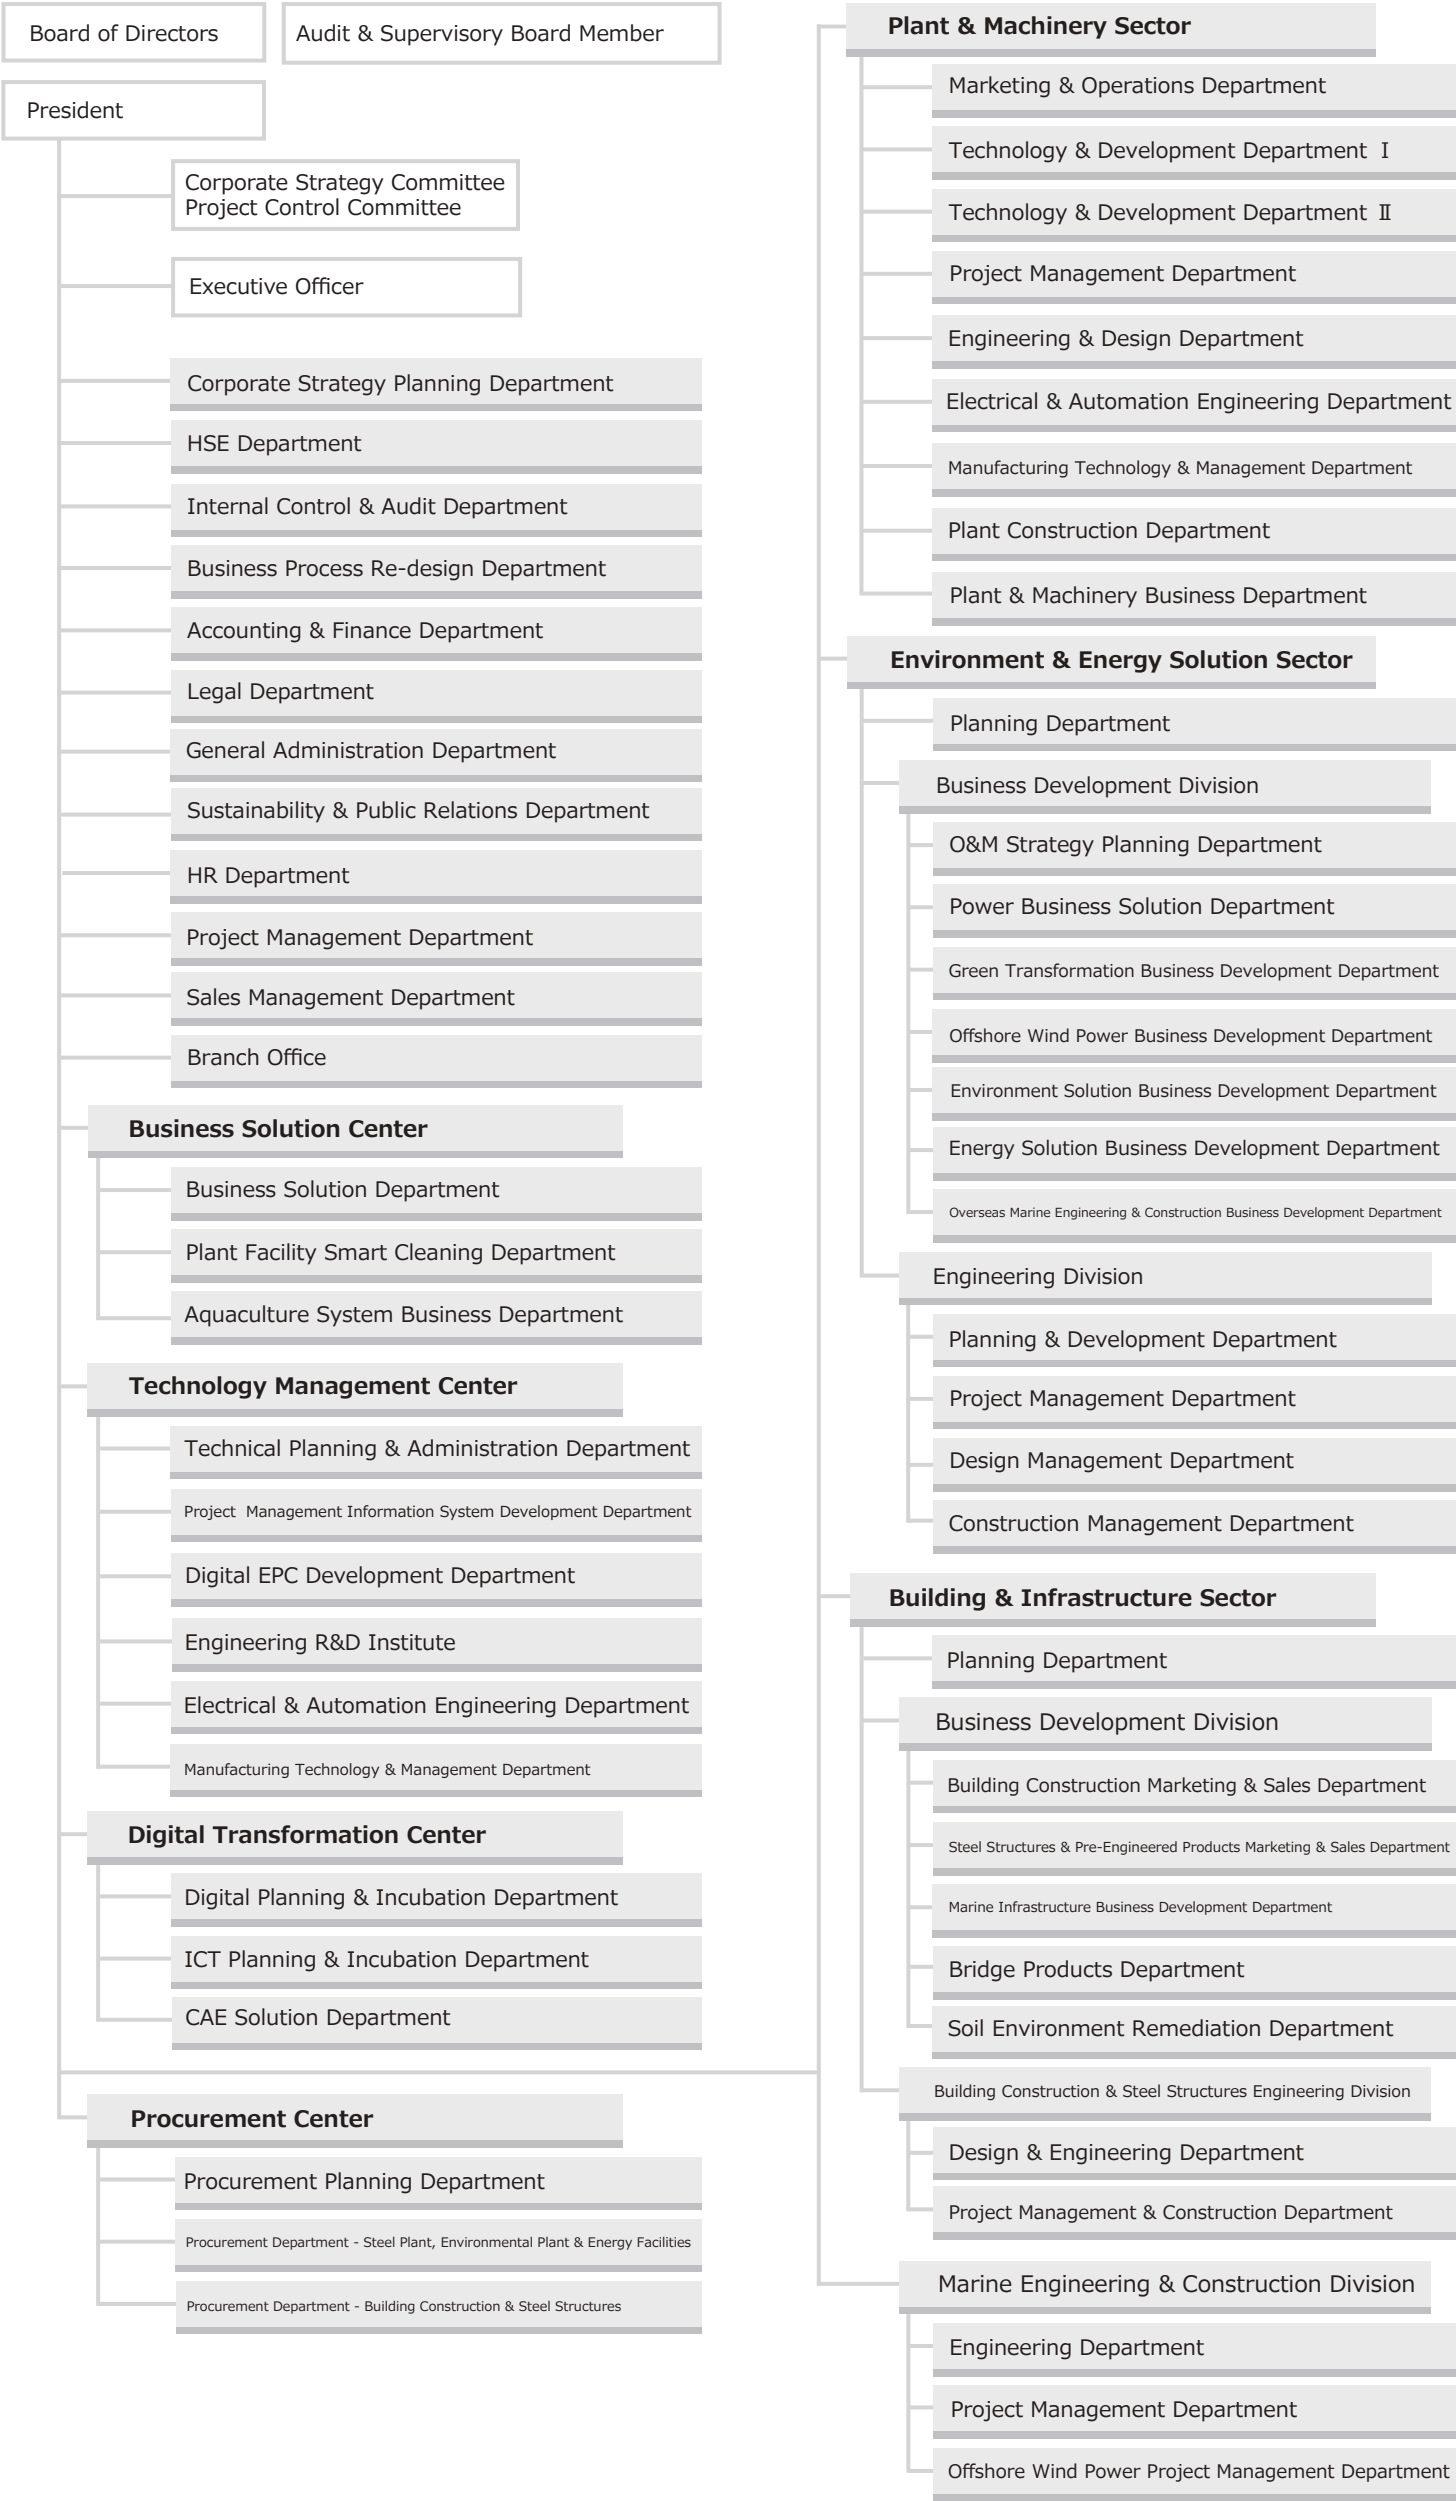 Board of Directors
Audit & Supervisory Board Member
President
Corporate Strategy Committee
Project Control Committee
Executive Officer
Corporate Strategy Planning Department
HSE Department
Internal Control & Audit Department
Business Process Re-design Department
Accounting & Finance Department
Legal Department
General Administration Department
Sustainability & Public Relations Department
HR Department
Project Management Department
Sales Management Department
Branch Office
Business Solution Center
Business Solution Department
Plant Facility Smart Cleaning Department
Aquaculture System Business Department
Technology Management Center
Technical Planning & Administration Department
Project Management Information System Development Department
Digital EPC Development Department
Engineering R&D Institute
Electrical & Automation Engineering Department
Manufacturing Technology & Management Department
Digital Transformation Center
Digital Planning & Incubation Department
ICT Planning & Incubation Department
CAE Solution Department
Procurement Center
Procurement Planning Department
Procurement Department - Steel Plant, Environmental Plant & Energy Facilities
Procurement Department - Building Construction & Steel Structures
Plant & Machinery Sector
Marketing & Operations Department
Technology & Development Department Ⅰ
Technology & Development Department Ⅱ
Project Management Department
Engineering & Design Department
Electrical & Automation Engineering Department
Manufacturing Technology & Management Department
Plant Construction Department
Plant & Machinery Business Department
Environment & Energy Solution Sector
Planning Department
Business Development Division
O&M Strategy Planning Department
Power Business Solution Department
Green Transformation Business Development Department
Offshore Wind Power Business Development Department
Environment Solution Business Development Department
Energy Solution Business Development Department
Overseas Marine Engineering & Construction Business Development Department
Engineering Division
Planning & Development Department
Project Management Department
Design Management Department
Construction Management Department
Building & Infrastructure Sector
Planning Department
Business Development Division
Building Construction Marketing & Sales Department
Steel Structures & Pre-Engineered Products Marketing & Sales Department
Marine Infrastructure Business Development Department
Bridge Products Department
Soil Environment Remediation Department
Building Construction & Steel Structures Engineering Division
Design & Engineering Department
Project Management & Construction Department
Marine Engineering & Construction Division
Engineering Department
Project Management Department
Offshore Wind Power Project Management Department